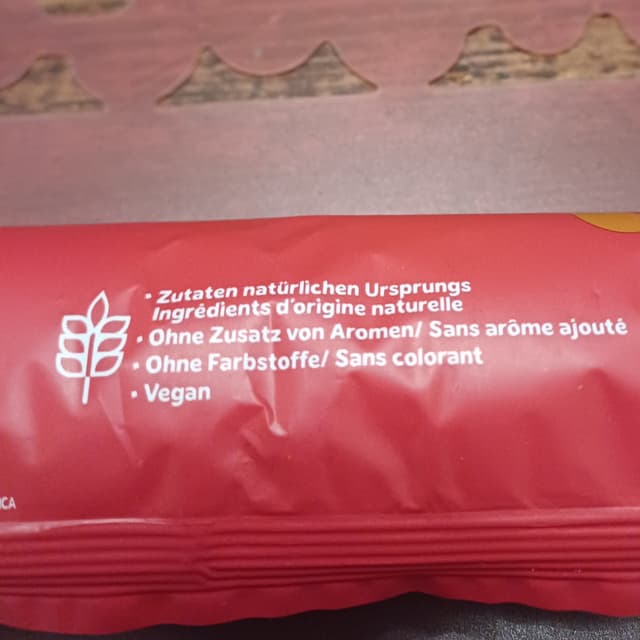 • Zutaten natürlichen Ursprungs
Ingrédients d'origine naturelle
• Ohne Zusatz von Aromen/ Sans arôme ajouté
• Ohne Farbstoffe/ Sans colorant
• Vegan